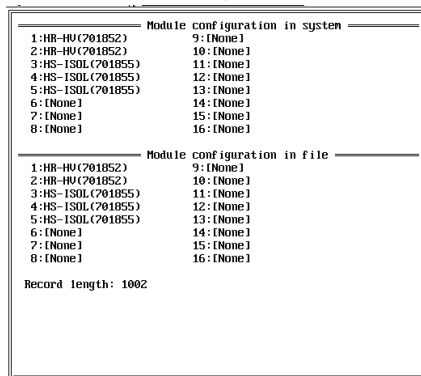 Module configuration in system
1:HR-HV(701852) 9:[None]
2:HR-HV(701852) 10:[None]
3:HS-ISOL(701855) 11:[None]
4:HS-ISOL(701855) 12:[None]
5:HS-ISOL(701855) 13:[None]
6:[None] 14:[None]
7:[None] 15:[None]
8:[None] 16:[None]
Module configuration in file
1:HR-HV(701852) 9:[None]
2:HR-HV(701852) 10:[None]
3:HS-ISOL(701855) 11:[None]
4:HS-ISOL(701855) 12:[None]
5:HS-ISOL(701855) 13:[None]
6:[None] 14:[None]
7:[None] 15:[None]
8:[None] 16:[None]
Record length: 1002